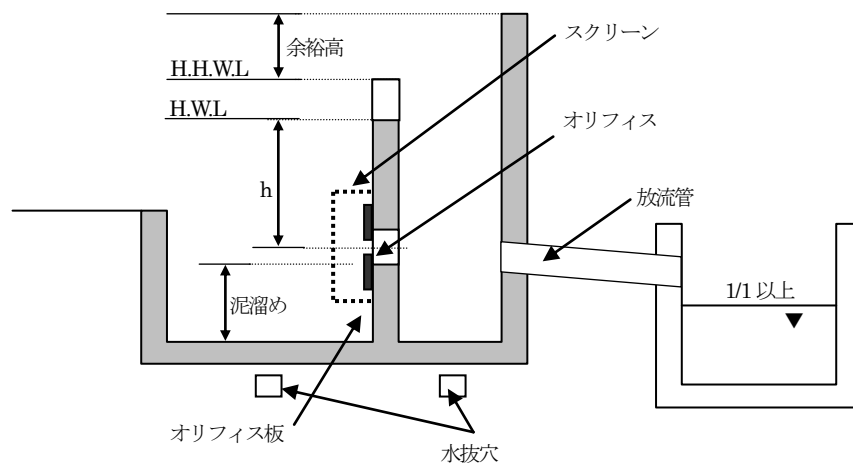 スクリーン
余裕高
H.H.W.L
H.W.L
オリフィス
h
放流管
1/1 以上
泥溜め
オリフィス板
水抜穴